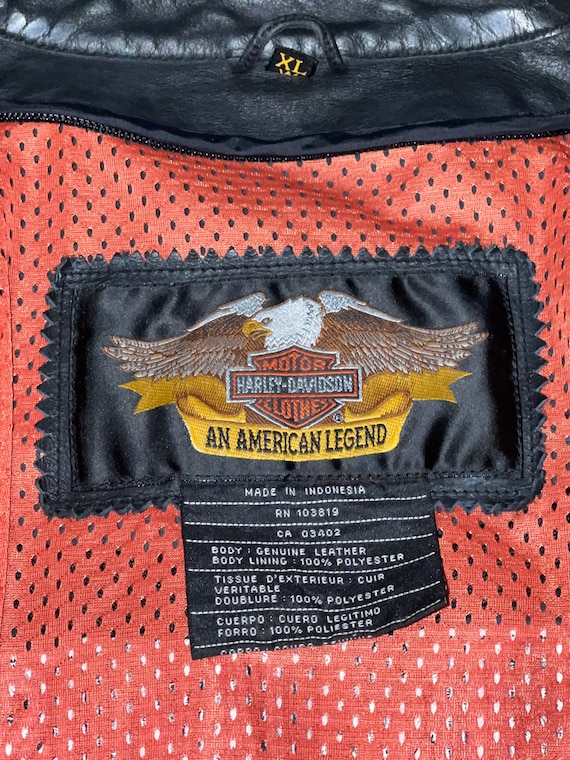 XL
MOTOR
HARLEY-DAVIDSON
CLOTHES
®
AN AMERICAN LEGEND
MADE IN INDONESIA
RN 103819
CA 03402
BODY : GENUINE LEATHER
BODY LINING : 100% POLYESTER
TISSUE D'EXTERIEUR : CUIR
VERITABLE
DOUBLURE : 100% POLYESTER
CUERPO : CUERO LEGITIMO
FORRO : 100% POLIESTER